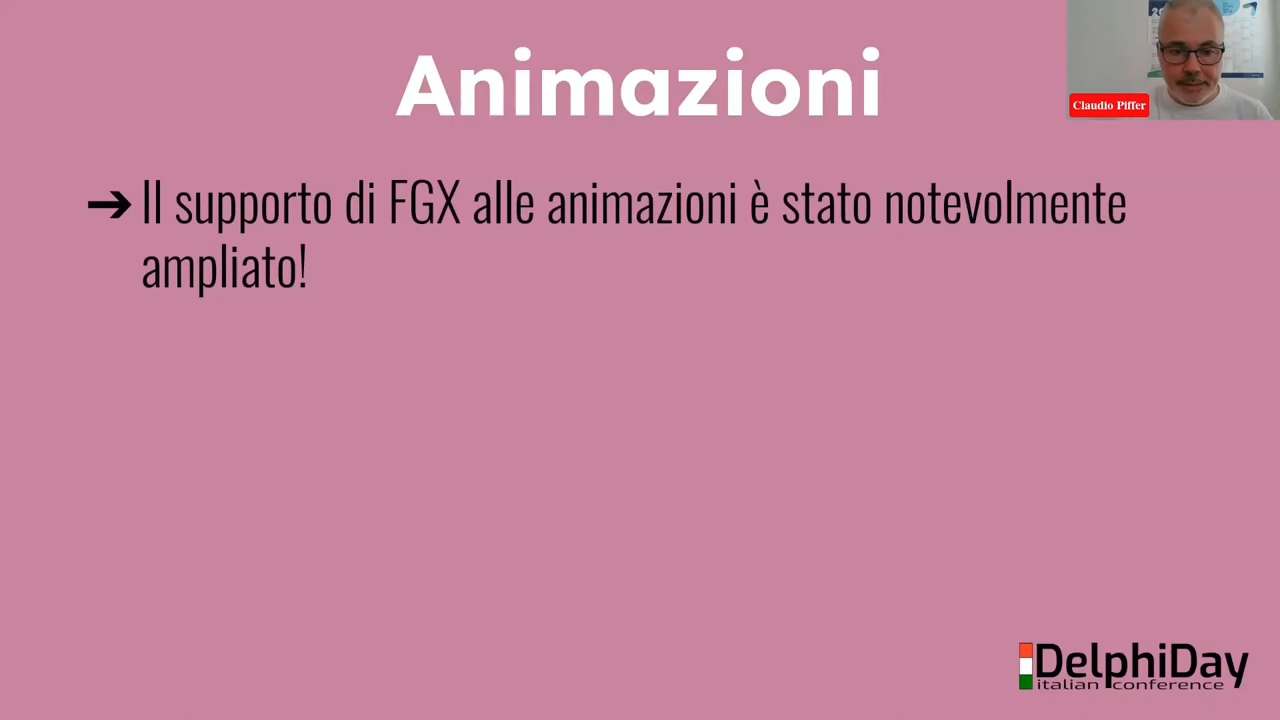 Animazioni
Claudio Piffer
➔ Il supporto di FGX alle animazioni è stato notevolmente
ampliato!
DelphiDay
italian conference